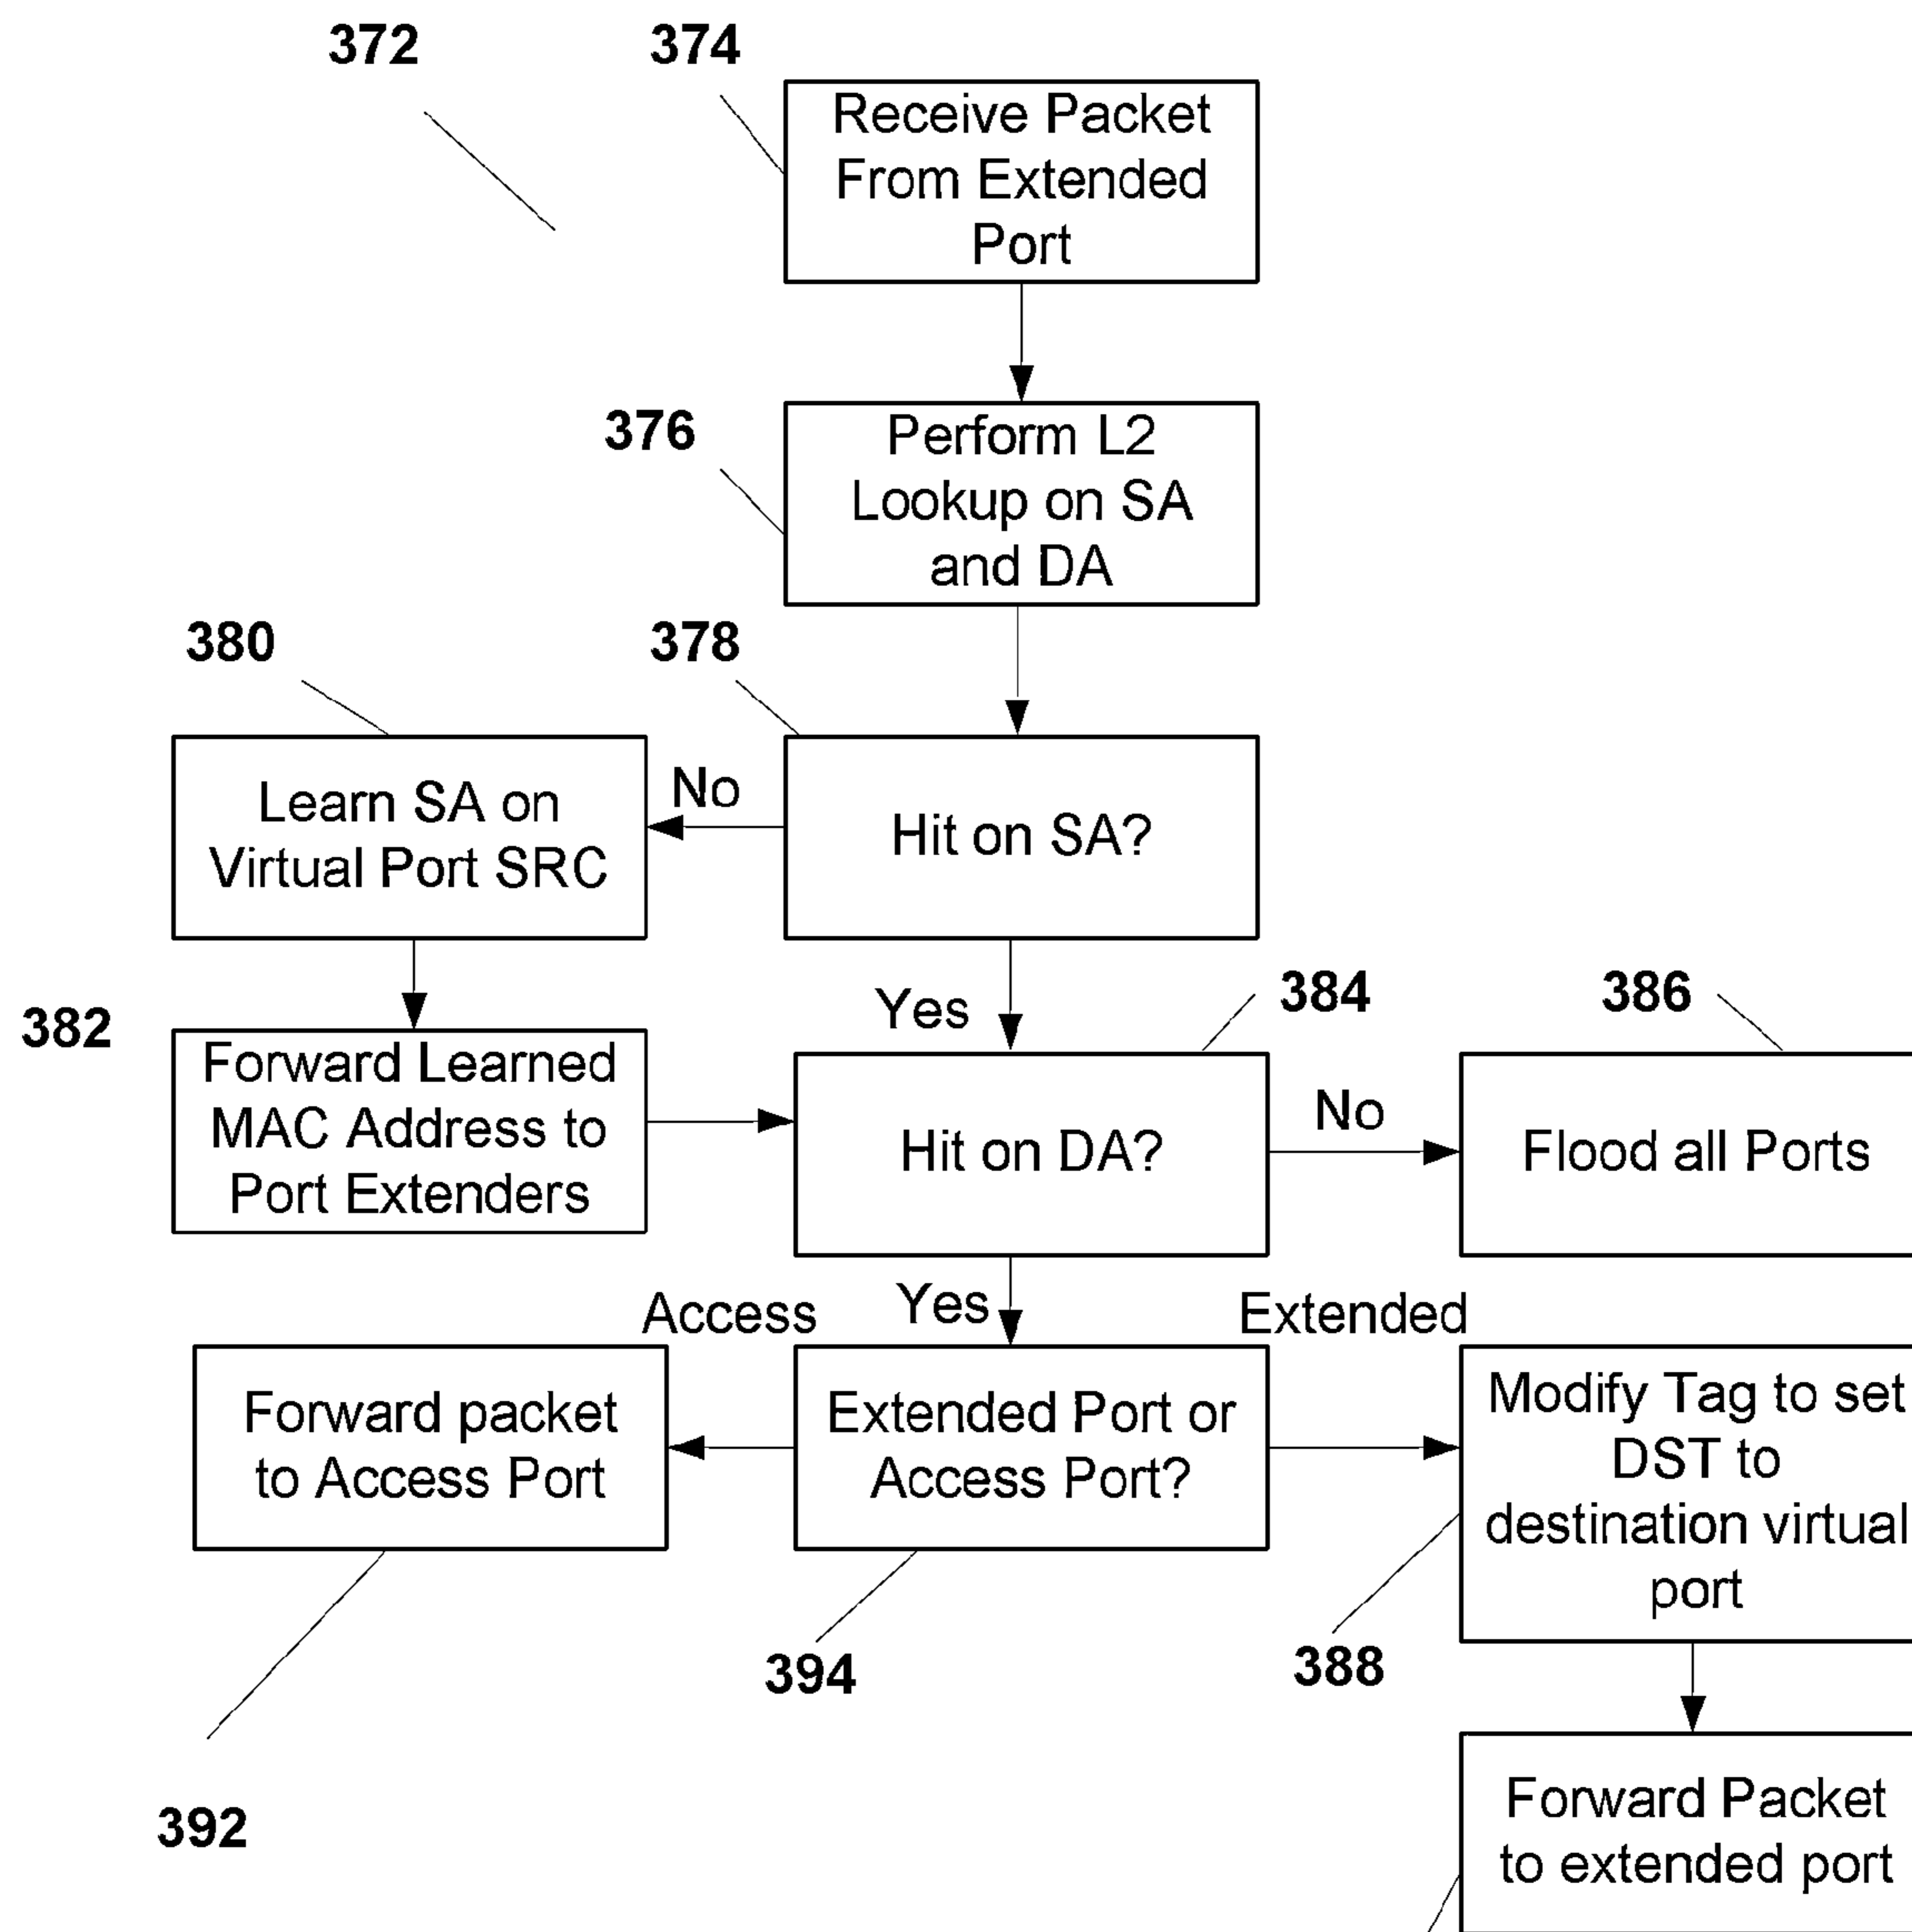 372
374
Receive Packet
From Extended
Port
376
Perform L2
Lookup on SA
and DA
380
378
Learn SA on
Virtual Port SRC
No
Hit on SA?
382
Yes
384
386
Forward Learned
MAC Address to
Port Extenders
Hit on DA?
No
Flood all Ports
Access
Yes
Extended
Forward packet
to Access Port
Extended Port or
Access Port?
Modify Tag to set
DST to
destination virtual
port
394
388
392
Forward Packet
to extended port